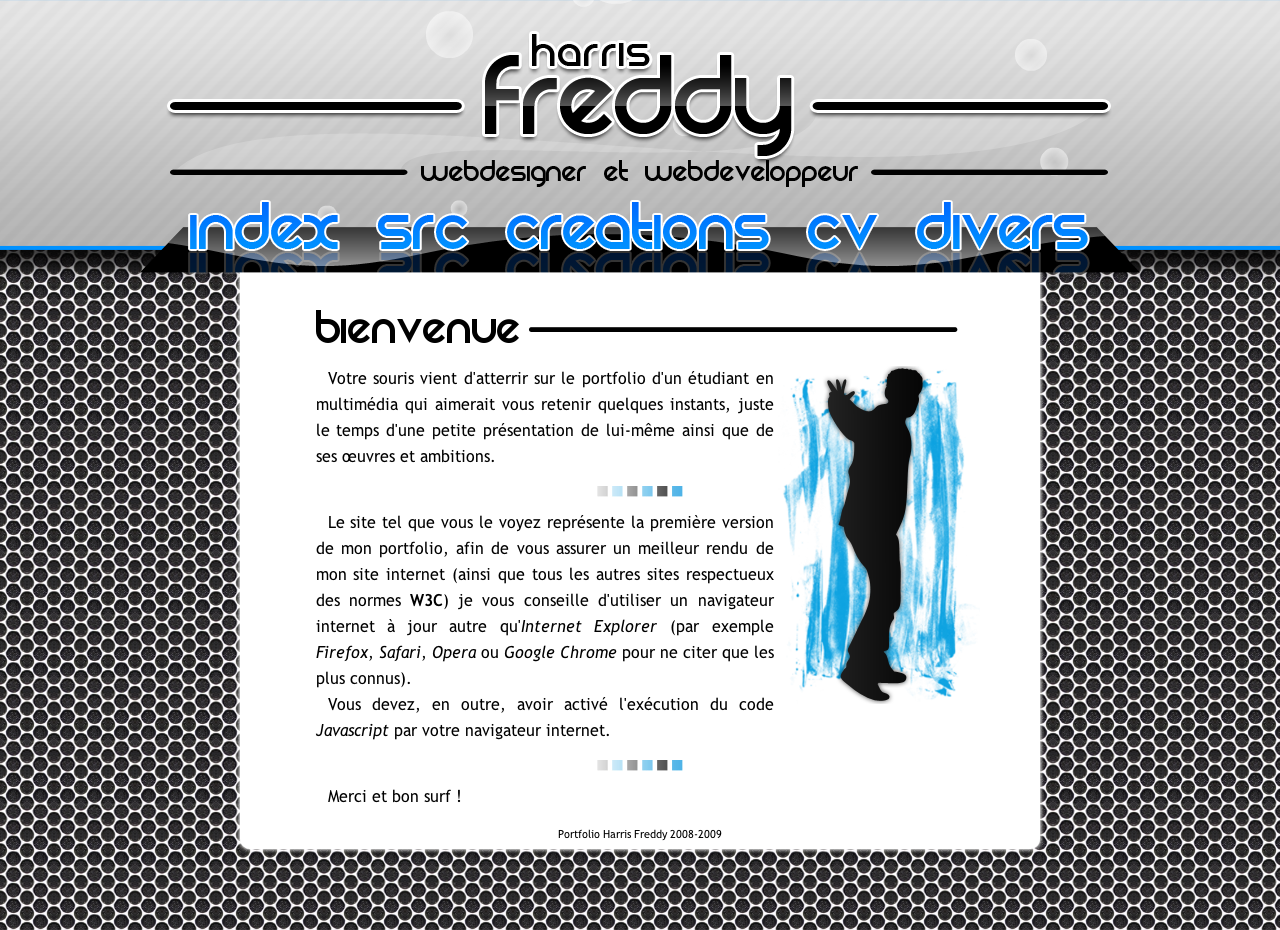 harris
freddy
webdesigner et webdeveloppeur
index src creations cv divers
bienvenue
Votre souris vient d'atterrir sur le portfolio d'un étudiant en
multimédia qui aimerait vous retenir quelques instants, juste
le temps d'une petite présentation de lui-même ainsi que de
ses œuvres et ambitions.
Le site tel que vous le voyez représente la première version
de mon portfolio, afin de vous assurer un meilleur rendu de
mon site internet (ainsi que tous les autres sites respectueux
des normes W3C) je vous conseille d'utiliser un navigateur
internet à jour autre qu'Internet Explorer (par exemple
Firefox, Safari, Opera ou Google Chrome pour ne citer que les
plus connus).
Vous devez, en outre, avoir activé l'exécution du code
Javascript par votre navigateur internet.
Merci et bon surf !
Portfolio Harris Freddy 2008-2009